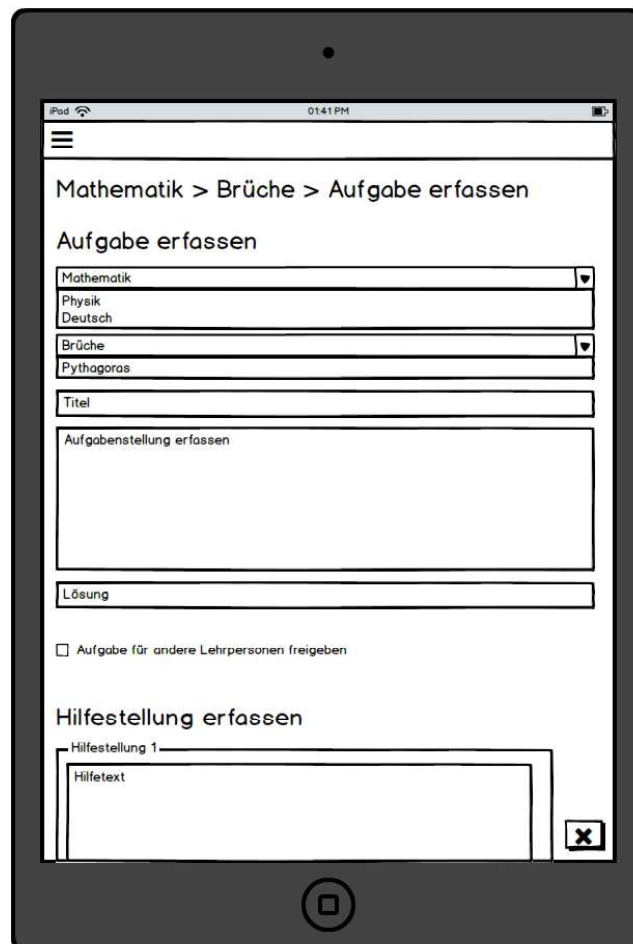 iPad 01:41 PM
Mathematik > Brüche > Aufgabe erfassen
Aufgabe erfassen
Mathematik
Physik
Deutsch
Brüche
Pythagoras
Titel
Aufgabenstellung erfassen
Lösung
Aufgabe für andere Lehrpersonen freigeben
Hilfestellung erfassen
Hilfestellung 1
Hilfetext